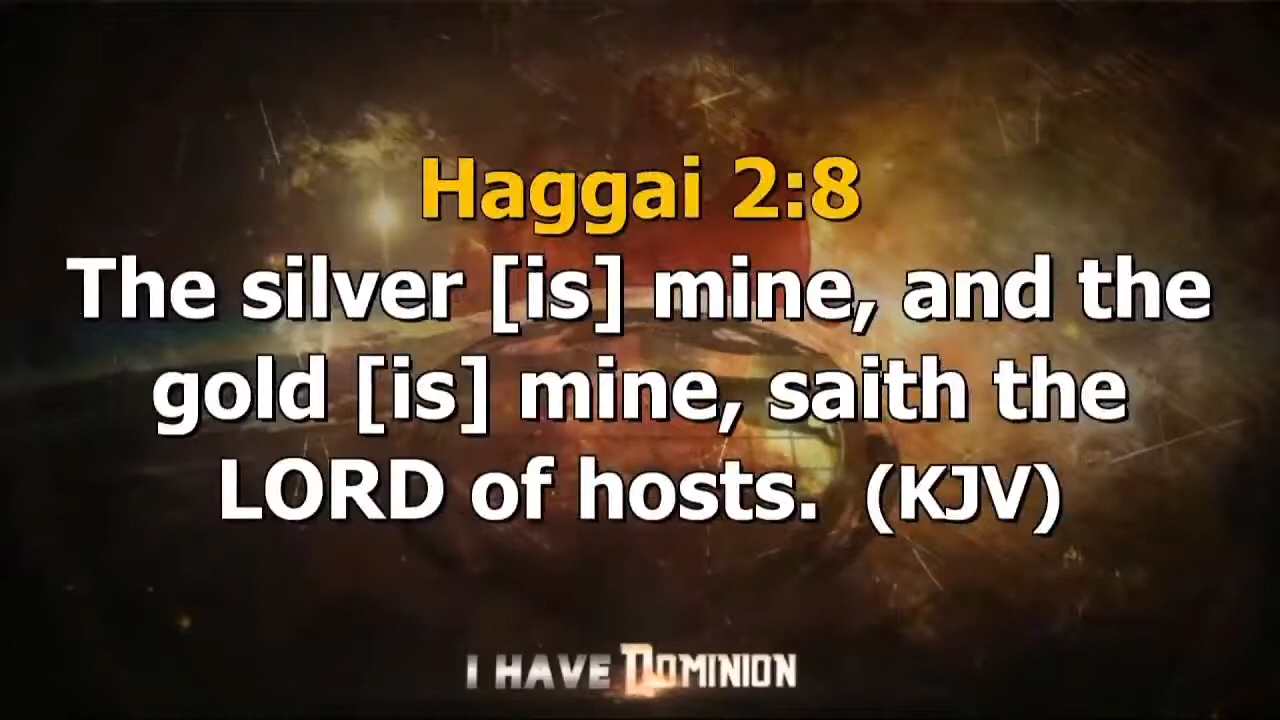 Haggai 2:8
The silver [is] mine, and the
gold [is] mine, saith the
LORD of hosts. (KJV)
I HAVE DOMINION